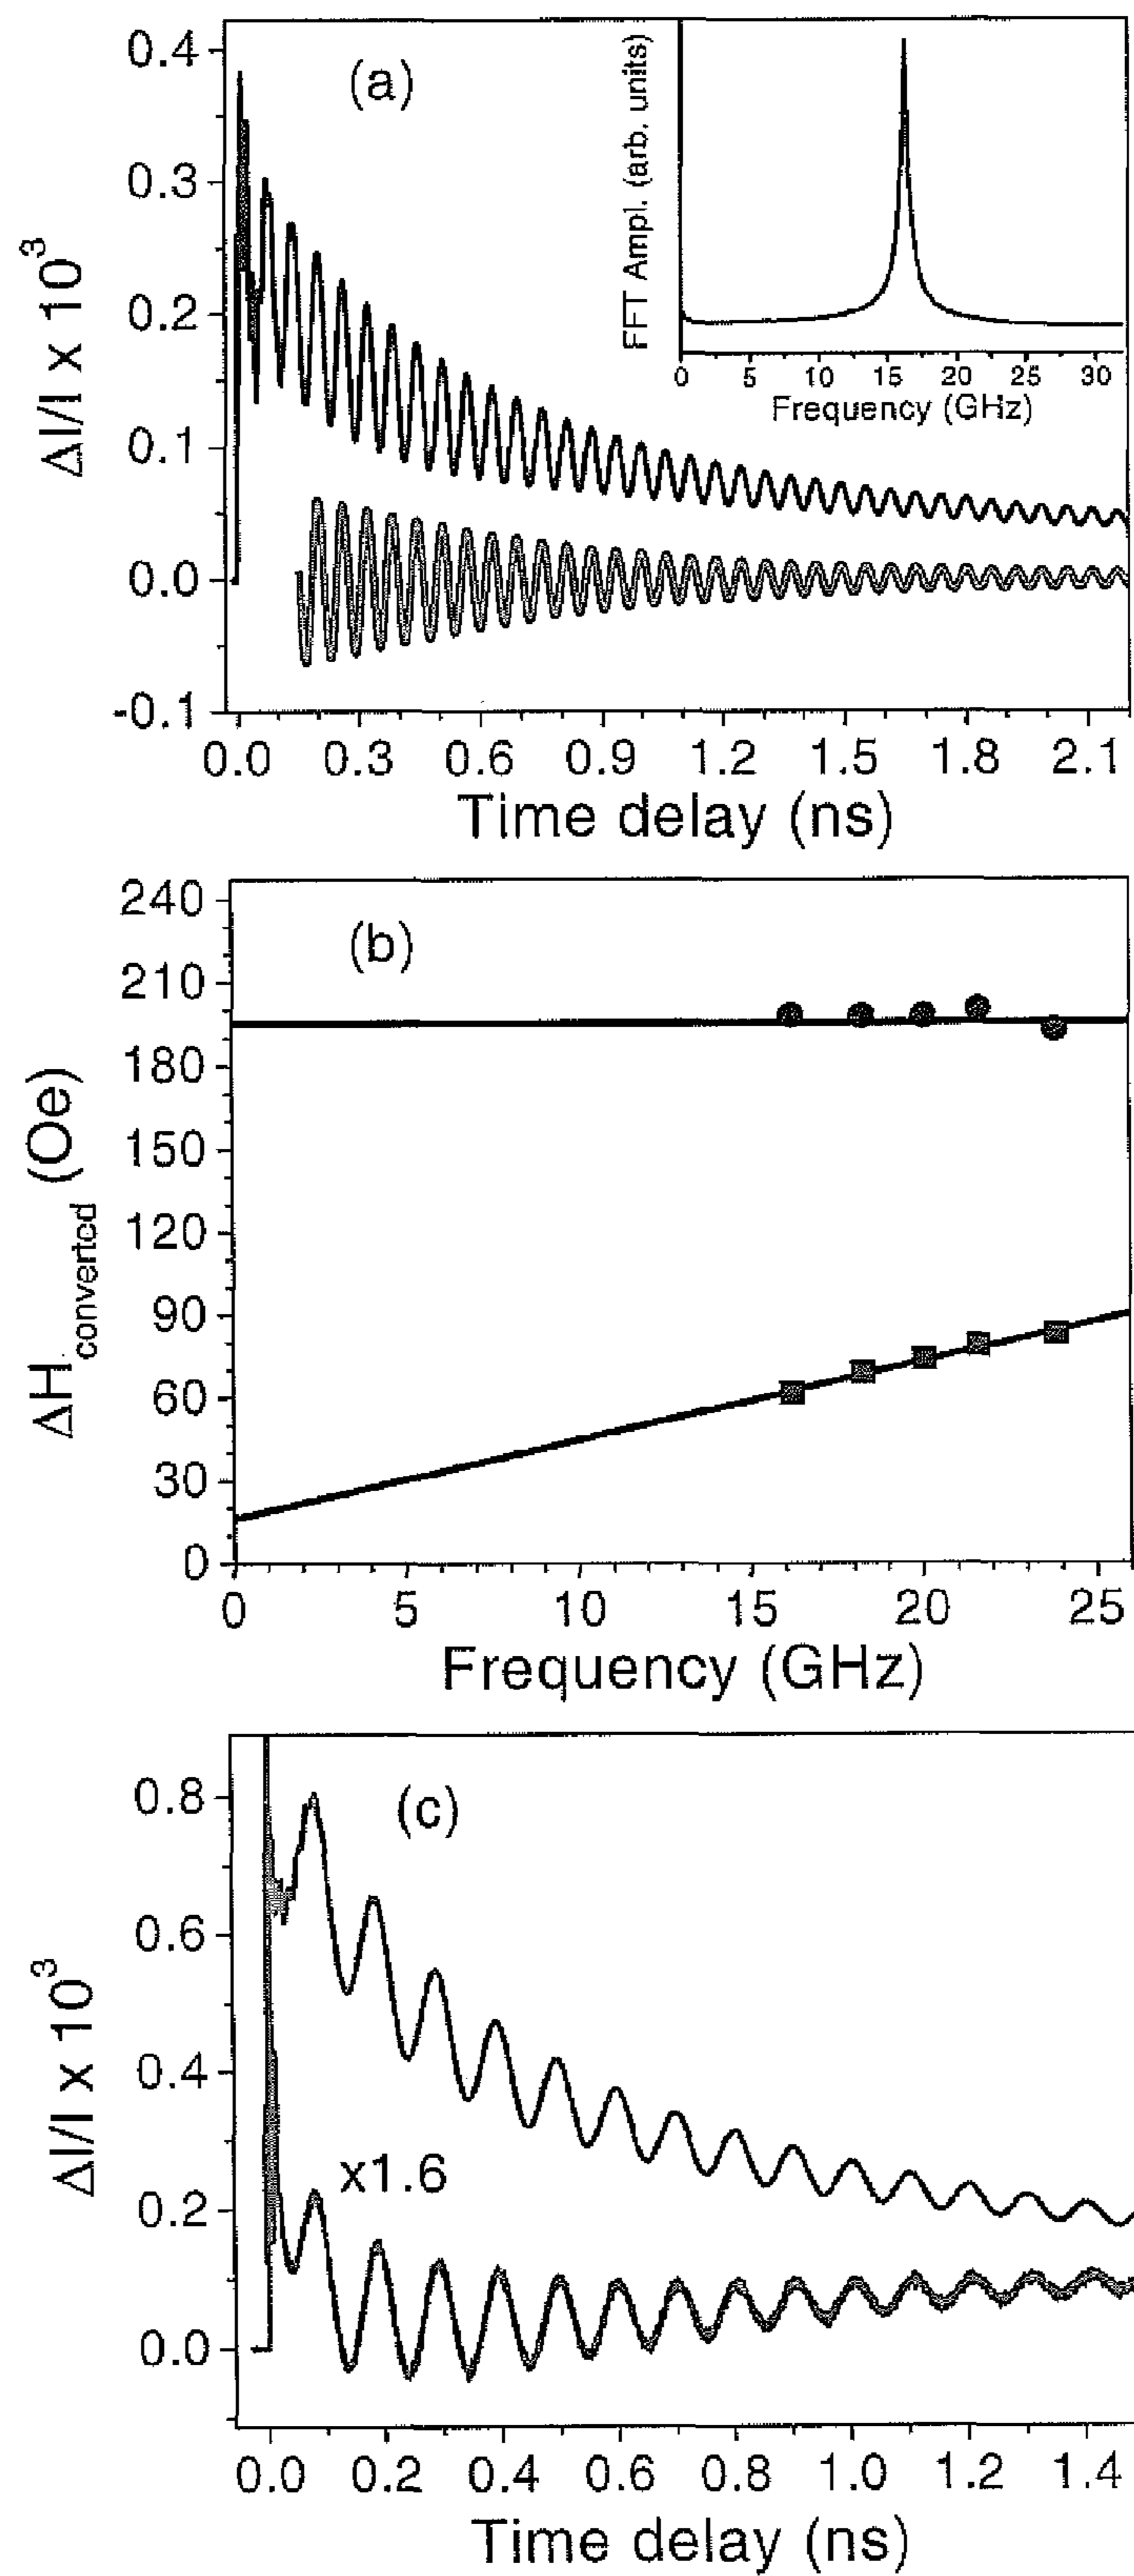 (a)
ΔI/I x 10³
0.4
0.3
0.2
0.1
0.0
-0.1
0.0 0.3 0.6 0.9 1.2 1.5 1.8 2.1
Time delay (ns)
FFT Ampl. (arb. units)
0 5 10 15 20 25 30
Frequency (GHz)
(b)
ΔH converted (Oe)
240
210
180
150
120
90
60
30
0
0 5 10 15 20 25
Frequency (GHz)
(c)
ΔI/I x 10³
0.8
0.6
0.4
0.2
0.0
x1.6
0.0 0.2 0.4 0.6 0.8 1.0 1.2 1.4
Time delay (ns)